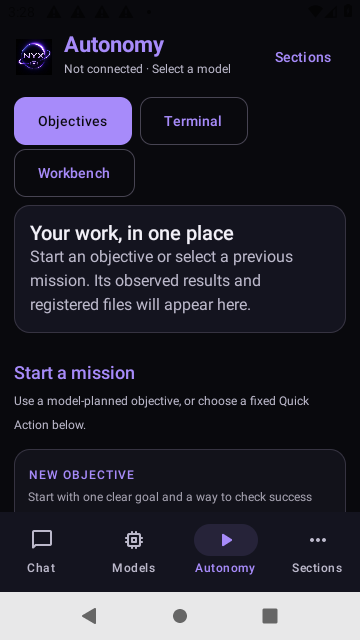 NYX
Autonomy
Not connected · Select a model
Sections
Objectives
Terminal
Workbench
Your work, in one place
Start an objective or select a previous
mission. Its observed results and
registered files will appear here.
Start a mission
Use a model-planned objective, or choose a fixed Quick
Action below.
NEW OBJECTIVE
Start with one clear goal and a way to check success
Chat
Models
Autonomy
Sections